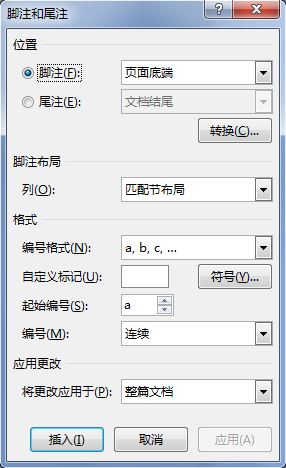 脚注和尾注
位置
脚注(F): 页面底端
尾注(E): 文档结尾
转换(C)...
脚注布局
列(O): 匹配节布局
格式
编号格式(N): a, b, c, ...
自定义标记(U): 符号(Y)...
起始编号(S): a
编号(M): 连续
应用更改
将更改应用于(P): 整篇文档
插入(I) 取消 应用(A)